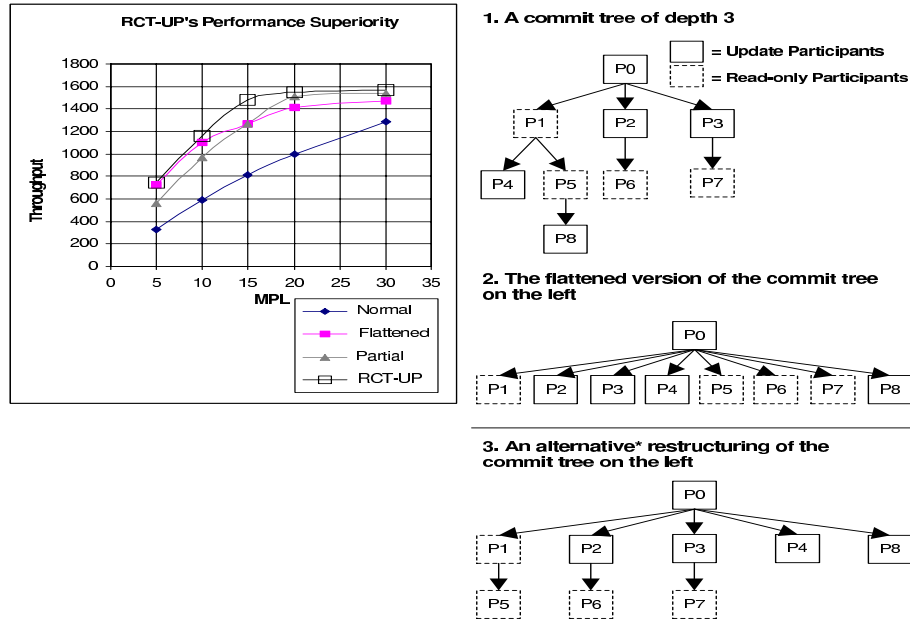 RCT-UP's Performance Superiority
1800
1600
1400
1200
1000
800
600
400
200
0
Throughput
0 5 10 15 20 25 30 35
MPL
Normal
Flattened
Partial
RCT-UP
1. A commit tree of depth 3
= Update Participants
= Read-only Participants
P0
P1 P2 P3
P4 P5 P6 P7
P8
2. The flattened version of the commit tree
on the left
P0
P1 P2 P3 P4 P5 P6 P7 P8
3. An alternative* restructuring of the
commit tree on the left
P0
P1 P2 P3 P4 P8
P5 P6 P7